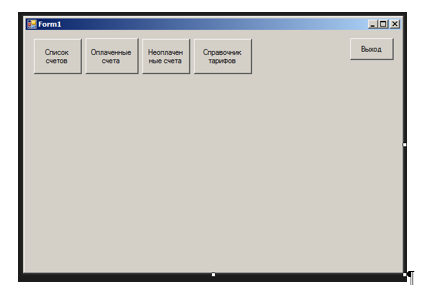 Form1
Список
счетов
Оплаченные
счета
Неоплачен
ные счета
Справочник
тарифов
Выход
¶